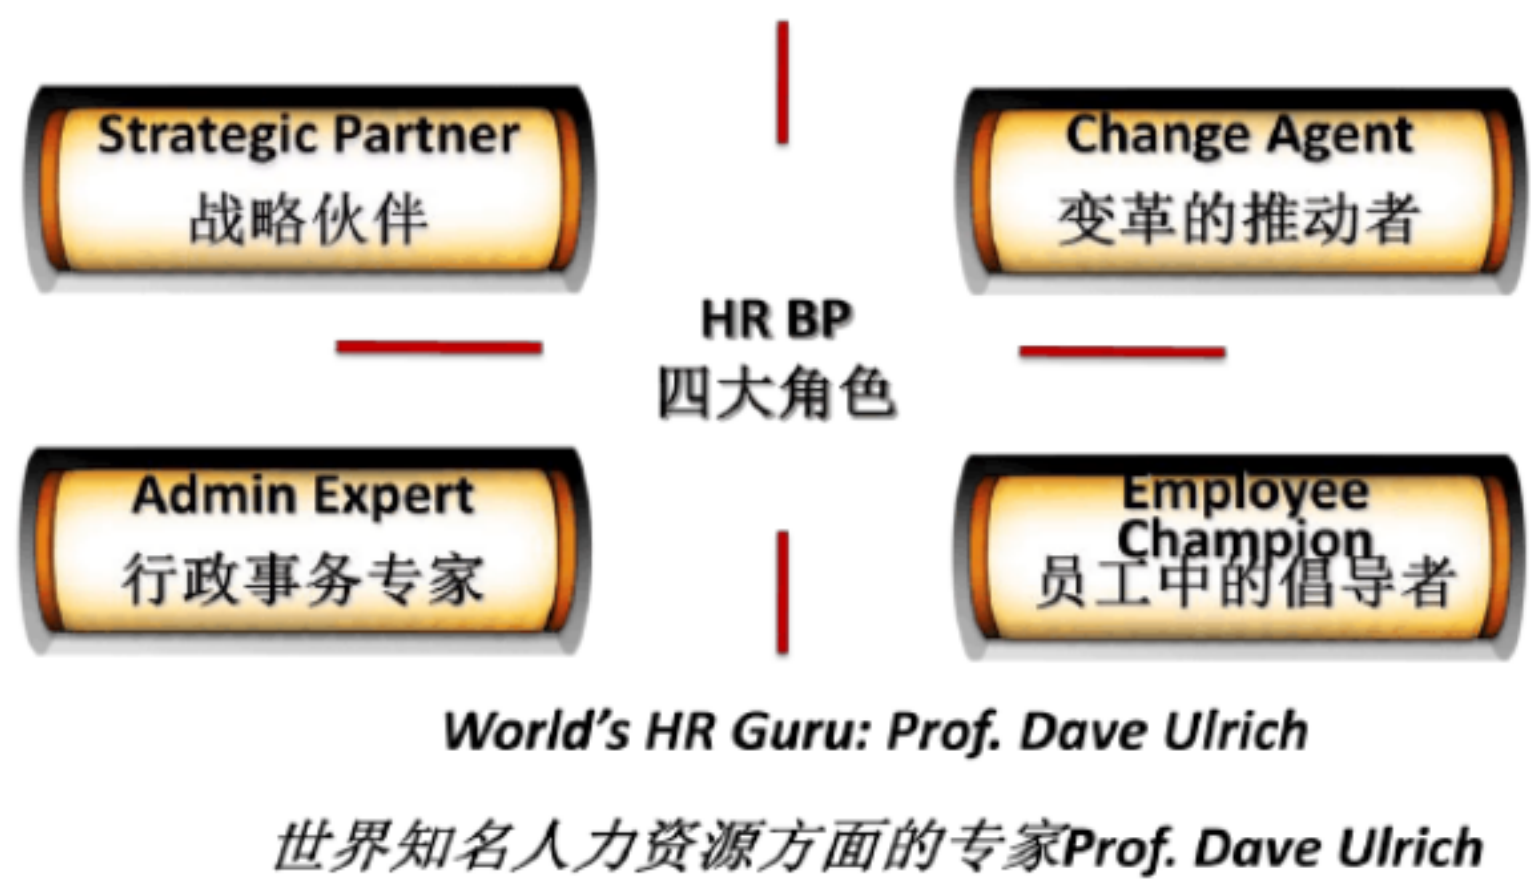 Strategic Partner
战略伙伴
Change Agent
变革的推动者
HR BP
四大角色
Admin Expert
行政事务专家
Employee
Champion
员工中的倡导者
World's HR Guru: Prof. Dave Ulrich
世界知名人力资源方面的专家Prof. Dave Ulrich